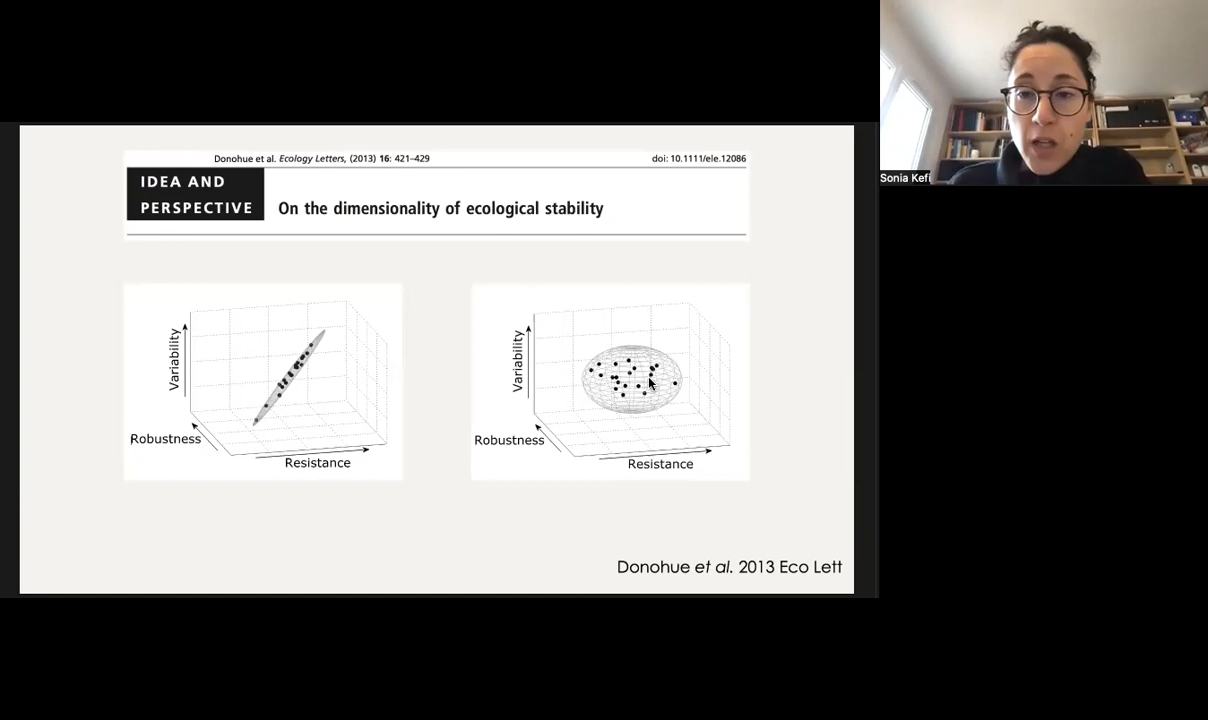 Donohue et al. Ecology Letters, (2013) 16: 421–429
doi: 10.1111/ele.12086
IDEA AND
PERSPECTIVE
On the dimensionality of ecological stability
Variability
Robustness
Resistance
Variability
Robustness
Resistance
Donohue et al. 2013 Eco Lett
Sonia Kefi